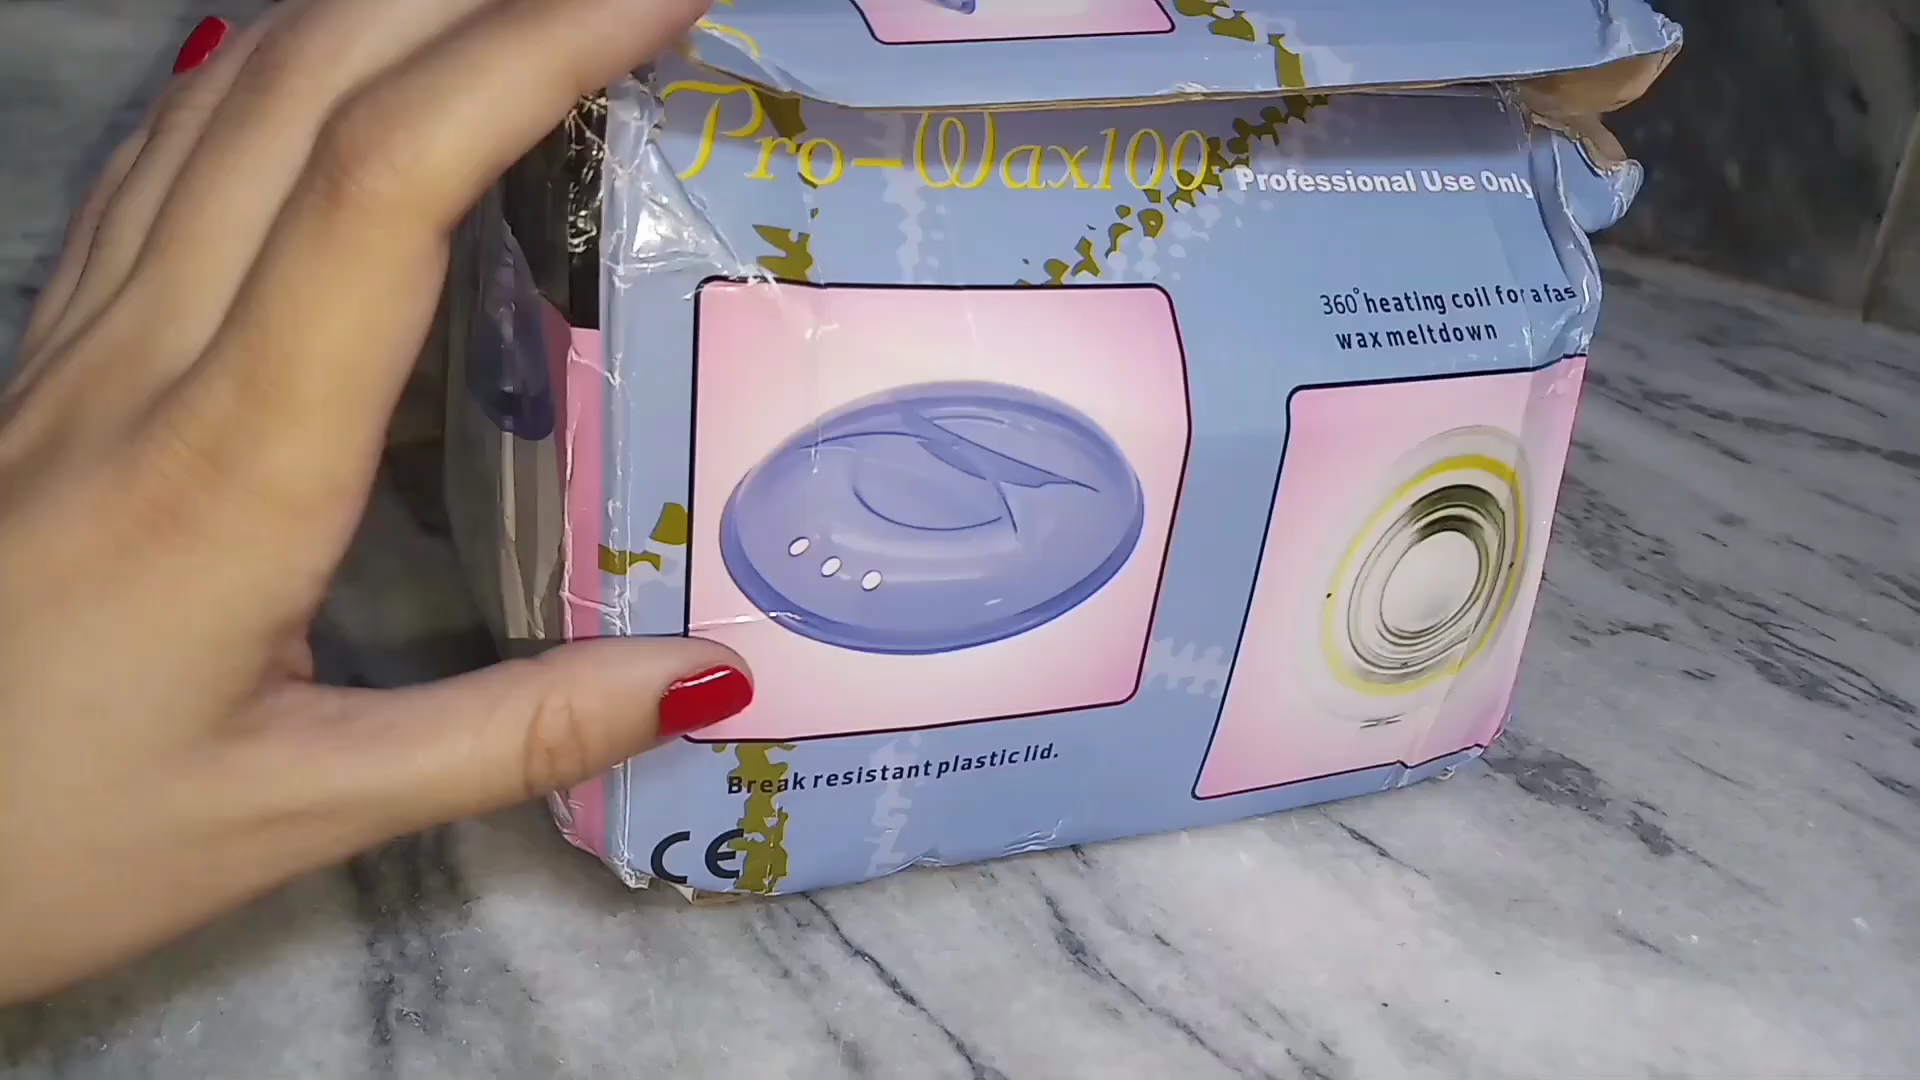 Pro-Wax100
Professional Use Only
360° heating coil for a fas
wax meltdown
Break resistant plastic lid.
CE